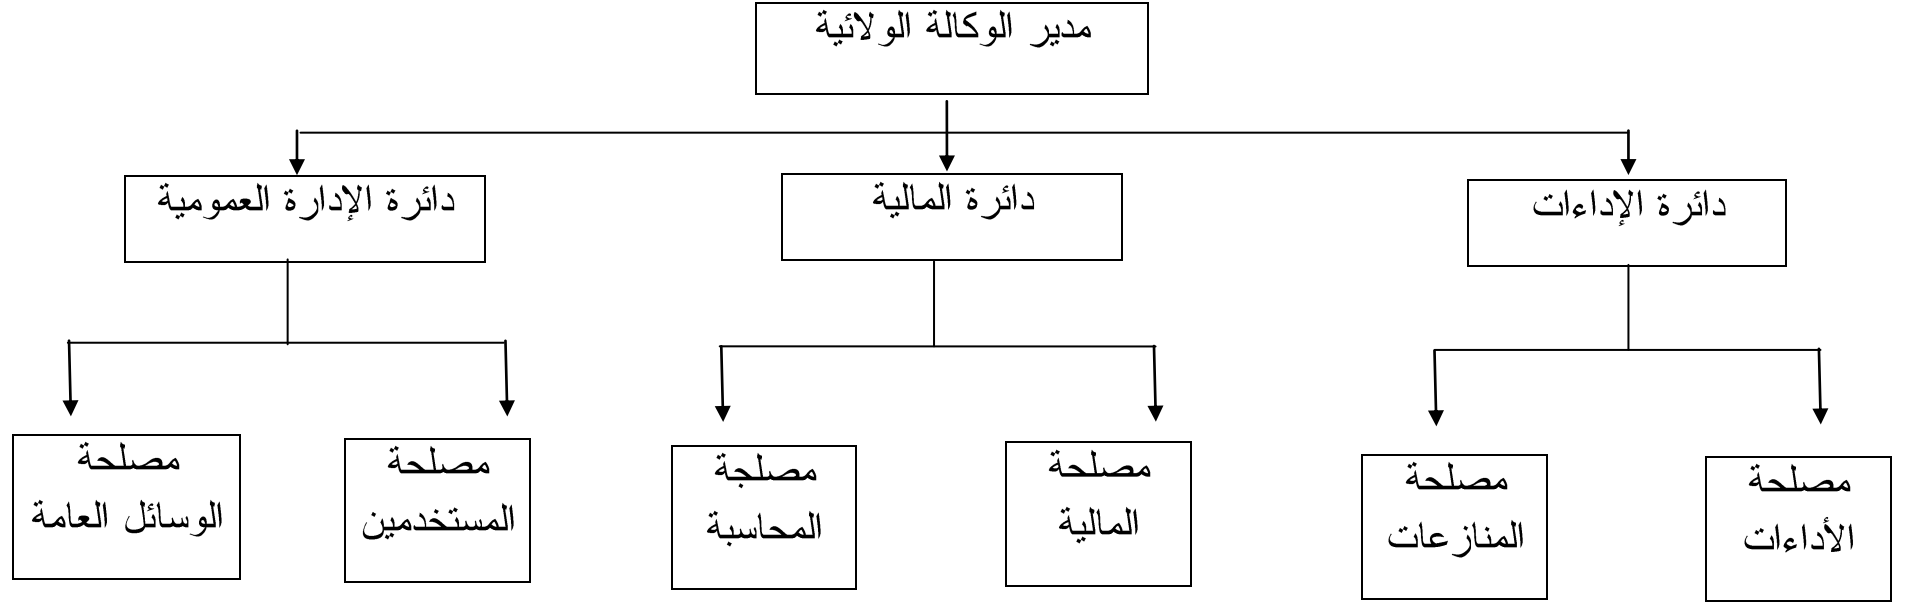 مدير الوكالة الولائية
دائرة الإداءات
دائرة المالية
دائرة الإدارة العمومية
مصلحة
الأداءات
مصلحة
المنازعات
مصلحة
المالية
مصلجة
المحاسبة
مصلحة
المستخدمين
مصلحة
الوسائل العامة